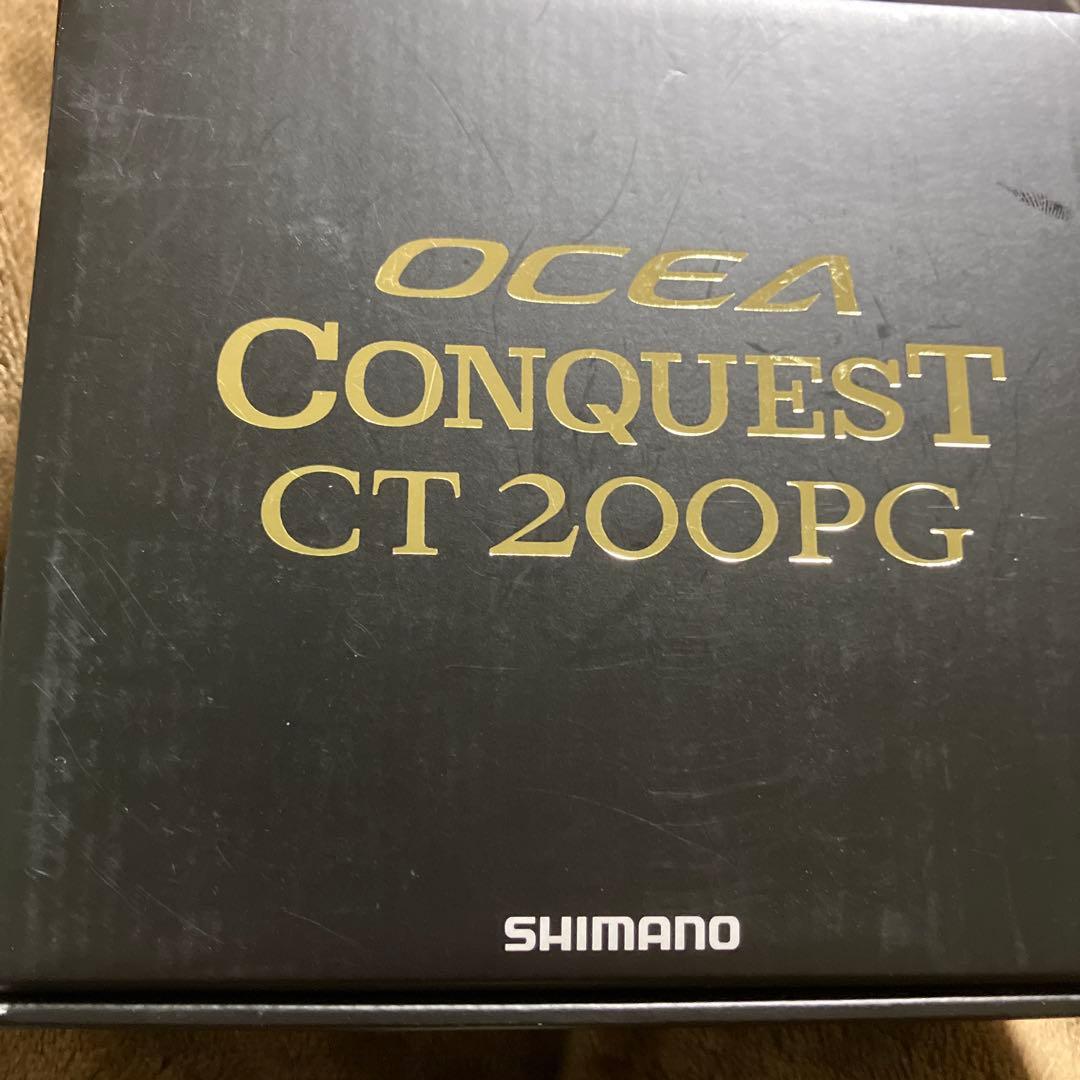 OCEA
CONQUEST
CT 200PG
SHIMANO